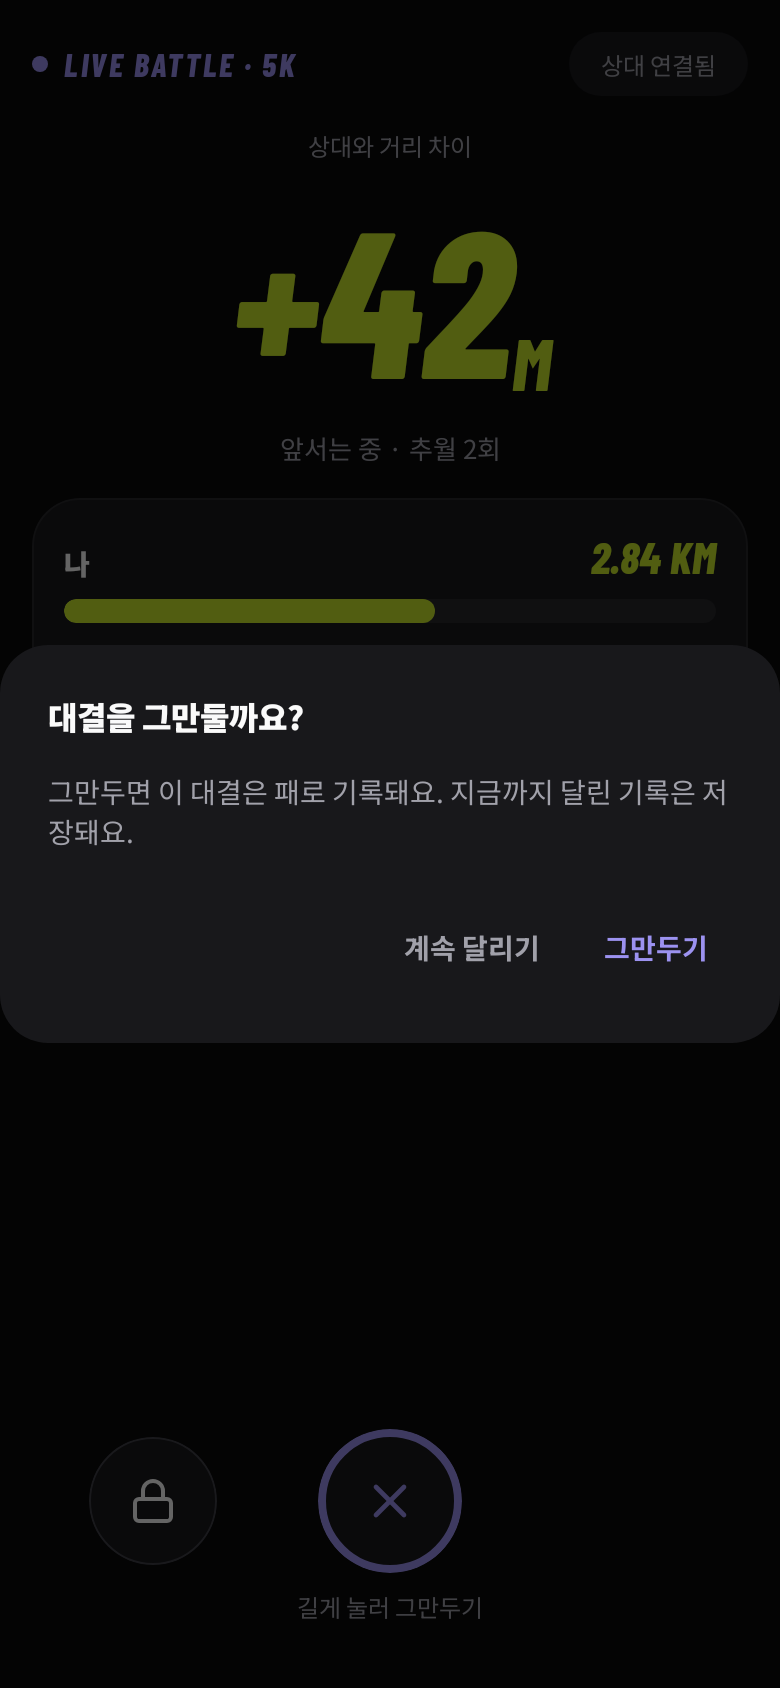 LIVE BATTLE · 5K
상대 연결됨
상대와 거리 차이
+42M
앞서는 중 · 추월 2회
나
2.84 KM
대결을 그만둘까요?
그만두면 이 대결은 패로 기록돼요. 지금까지 달린 기록은 저
장돼요.
계속 달리기
그만두기
길게 눌러 그만두기